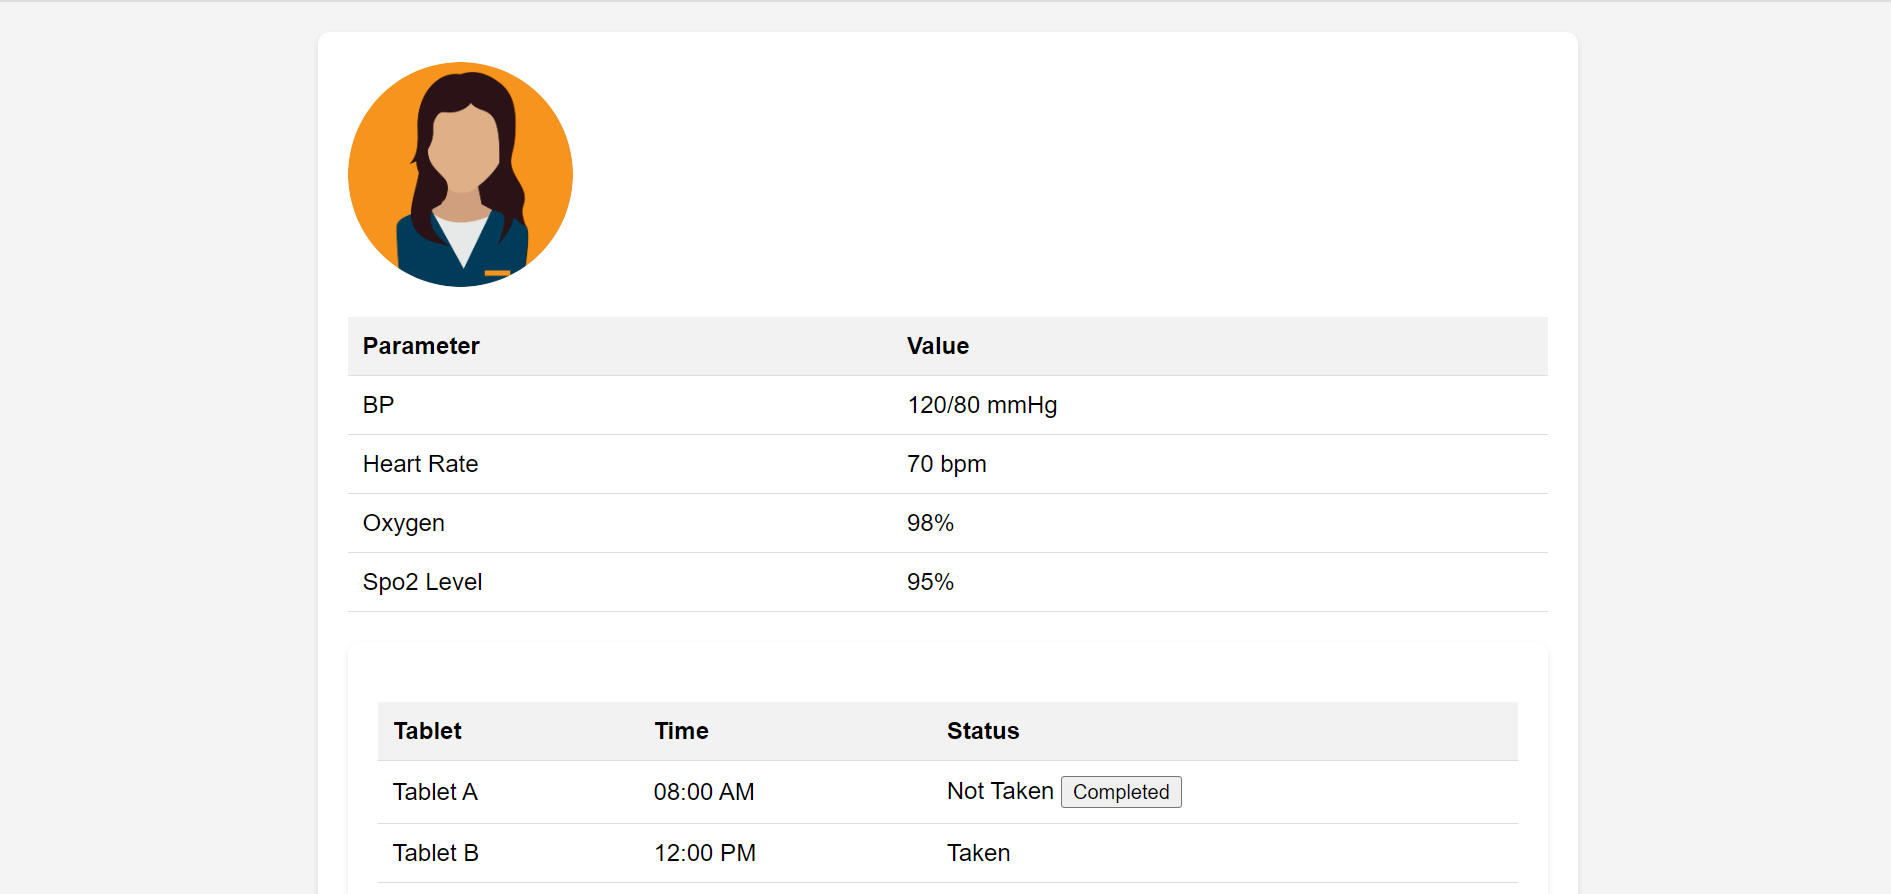 Parameter Value
BP 120/80 mmHg
Heart Rate 70 bpm
Oxygen 98%
Spo2 Level 95%
Tablet Time Status
Tablet A 08:00 AM Not Taken Completed
Tablet B 12:00 PM Taken